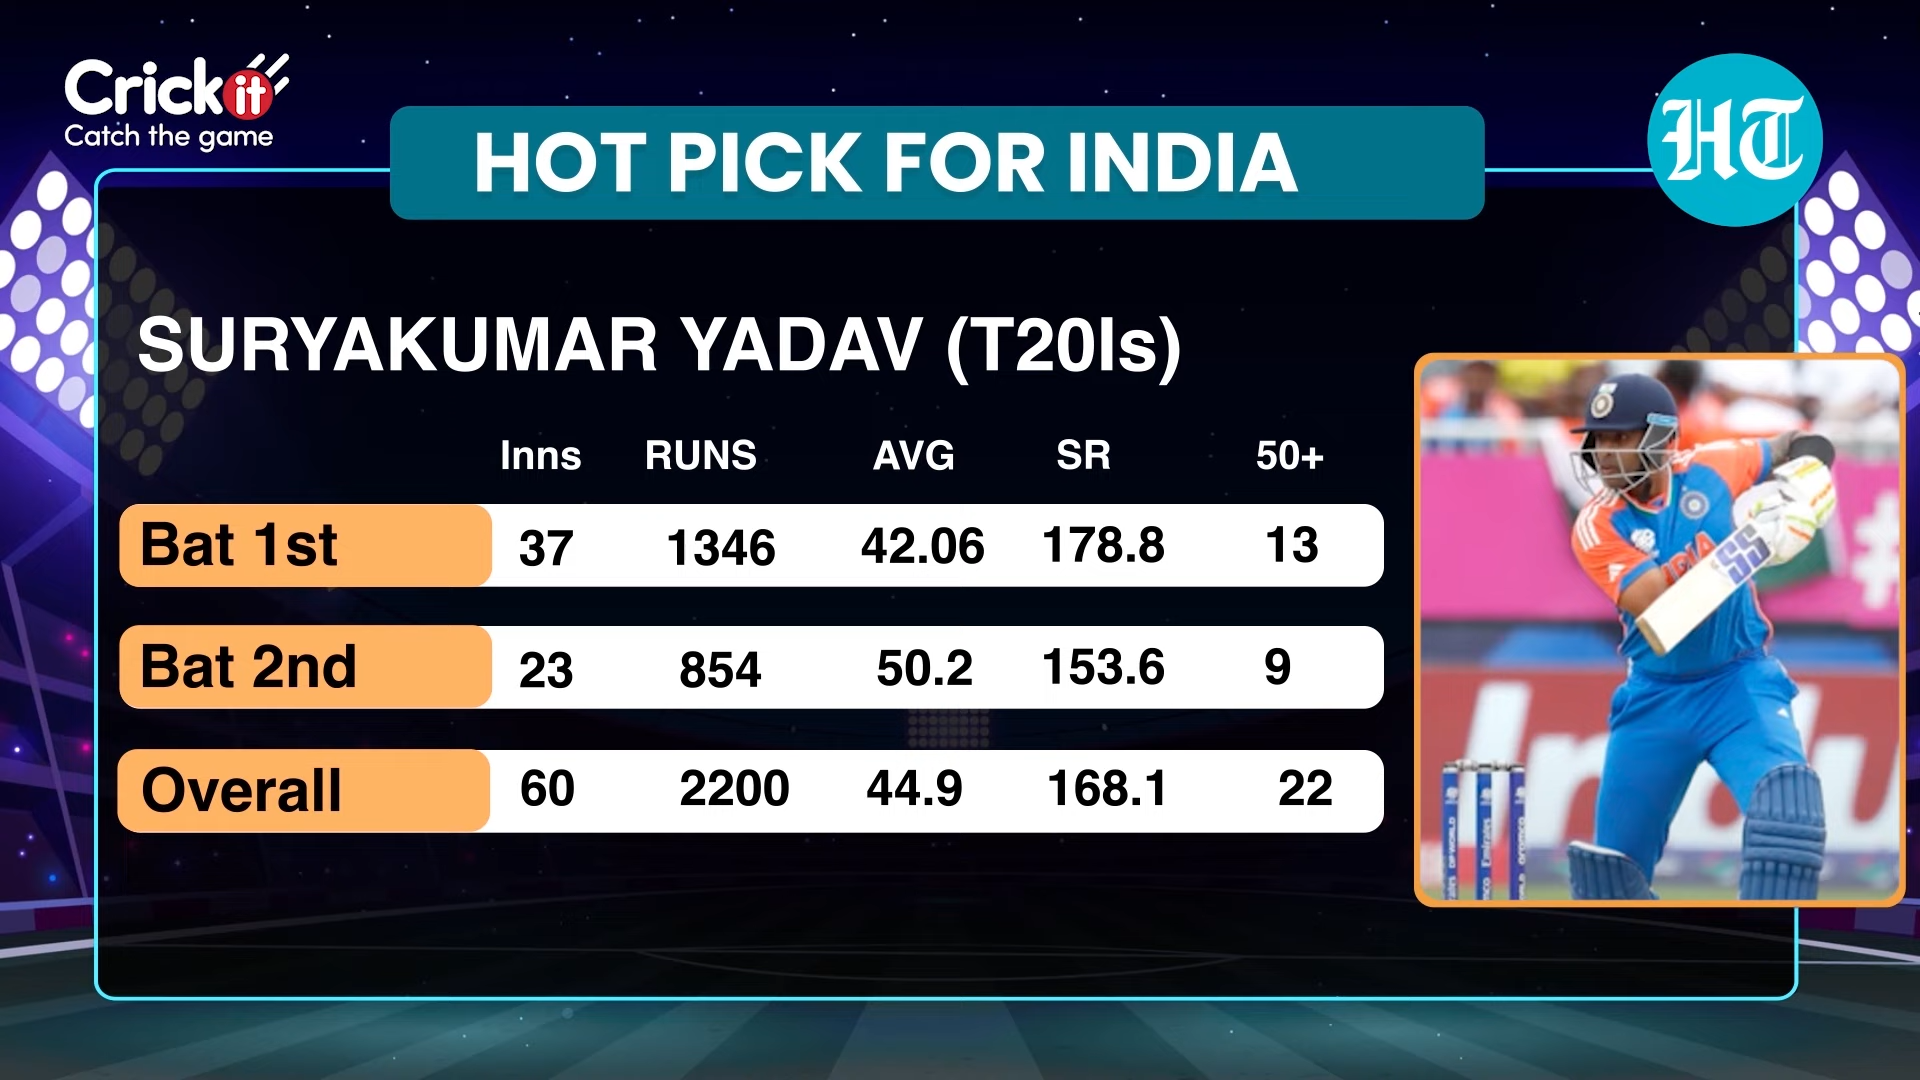 Crickit
Catch the game
HOT PICK FOR INDIA
HT
SURYAKUMAR YADAV (T20Is)
Inns RUNS AVG SR 50+
Bat 1st 37 1346 42.06 178.8 13
Bat 2nd 23 854 50.2 153.6 9
Overall 60 2200 44.9 168.1 22
SS